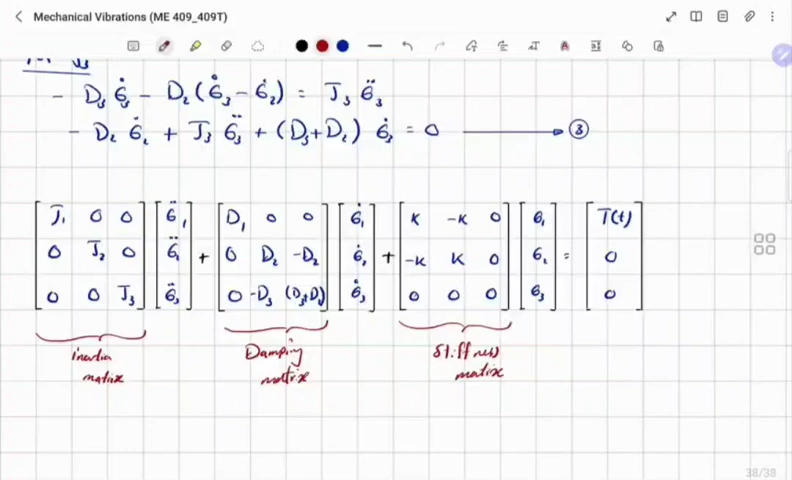 Mechanical Vibrations (ME 409_409T)
- D₃ θ̇₃ - D₂(θ̇₃ - θ̇₂) = J₃ θ̈₃
- D₂ θ̇₂ + J₃ θ̈₃ + (D₃+D₂) θ̇₃ = 0 → ③
[J₁ 0 0] [θ̈₁] [D₁ 0 0] [θ̇₁] [K -K 0] [θ₁] [T(t)]
[0 J₂ 0] [θ̈₁] + [0 D₂ -D₂] [θ̇₂] + [-K K 0] [θ₂] = [0]
[0 0 J₃] [θ̈₃] [0 -D₃ (D₃+D₂)] [θ̇₃] [0 0 0] [θ₃] [0]
inertia matrix
Damping matrix
Stiffness matrix
38/38